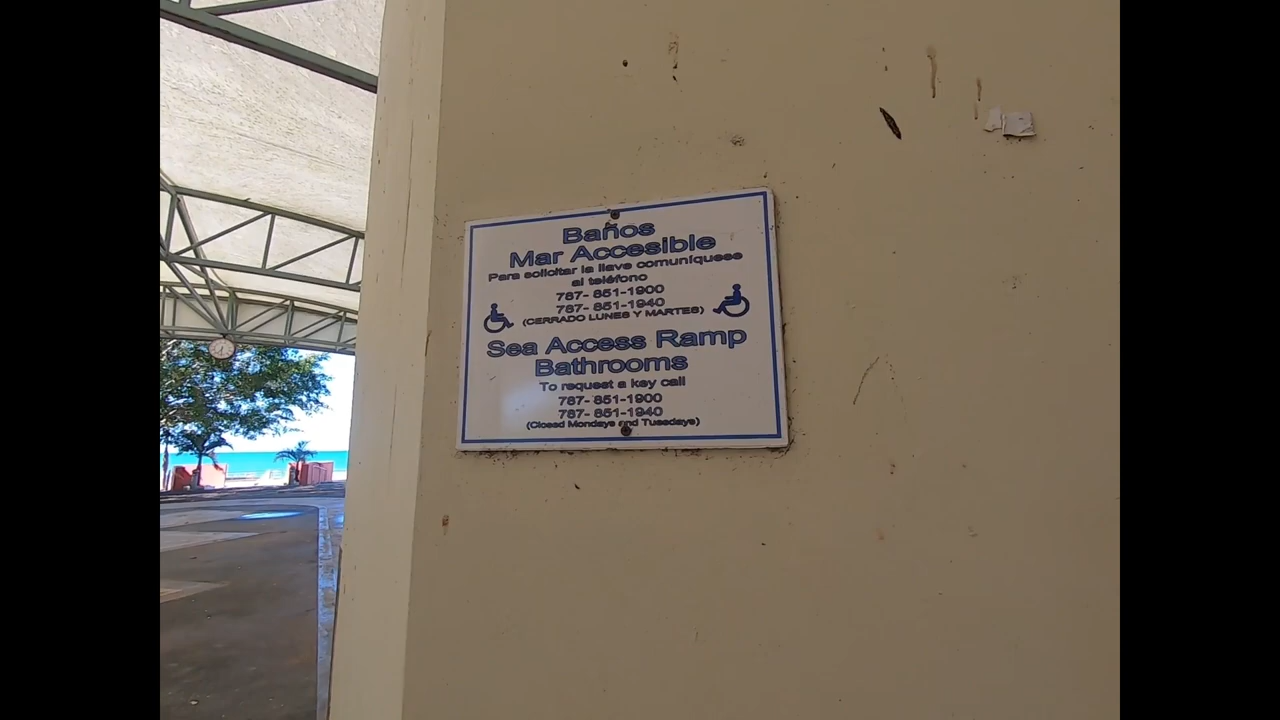 Baños
Mar Accesible
Para solicitar la llave comuníquese
al teléfono
787- 851-1900
787- 851-1940
(CERRADO LUNES Y MARTES)
Sea Access Ramp
Bathrooms
To request a key call
787- 851-1900
787- 851-1940
(Closed Mondays and Tuesdays)